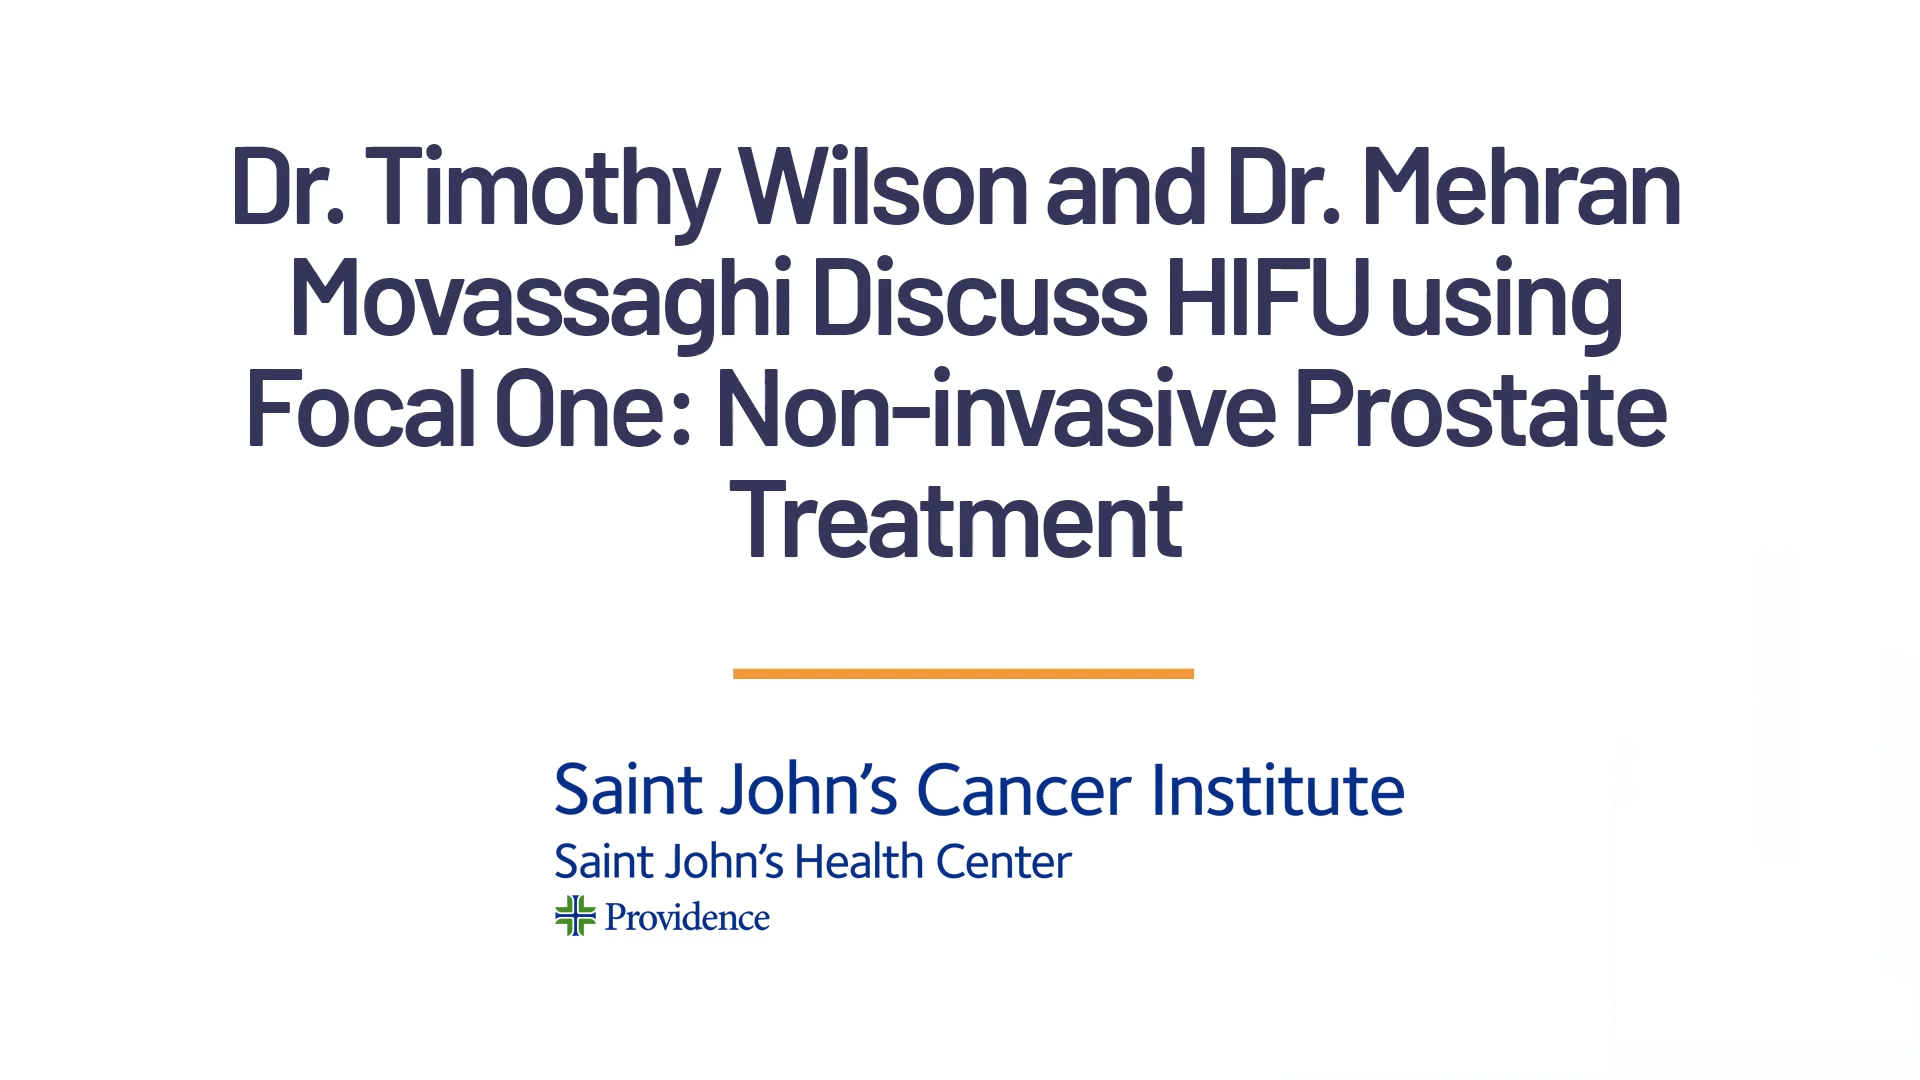 Dr. Timothy Wilson and Dr. Mehran
Movassaghi Discuss HIFU using
Focal One: Non-invasive Prostate
Treatment
Saint John's Cancer Institute
Saint John's Health Center
Providence